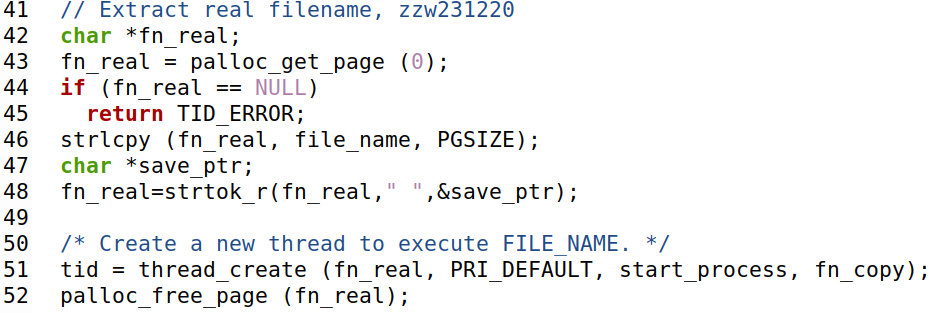 41 // Extract real filename, zzw231220
42 char *fn_real;
43 fn_real = palloc_get_page (0);
44 if (fn_real == NULL)
45   return TID_ERROR;
46 strlcpy (fn_real, file_name, PGSIZE);
47 char *save_ptr;
48 fn_real=strtok_r(fn_real," ",&save_ptr);
49
50 /* Create a new thread to execute FILE_NAME. */
51 tid = thread_create (fn_real, PRI_DEFAULT, start_process, fn_copy);
52 palloc_free_page (fn_real);